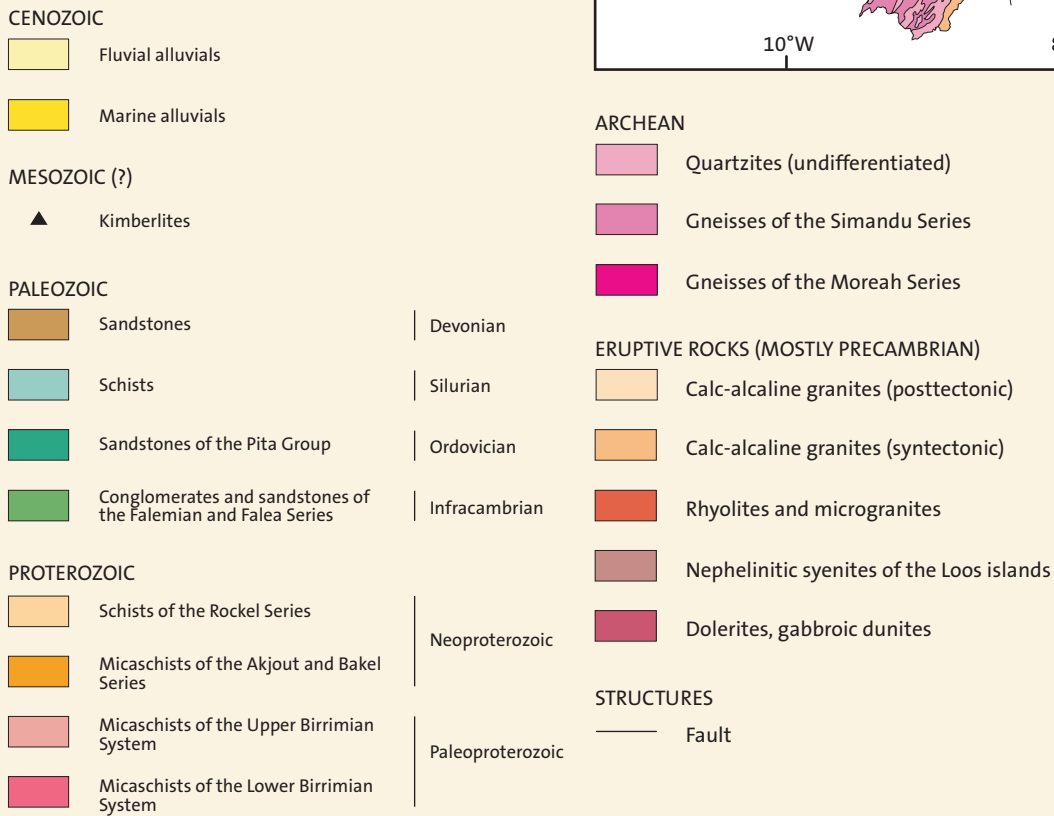 CENOZOIC
Fluvial alluvials
Marine alluvials
MESOZOIC (?)
Kimberlites
PALEOZOIC
Sandstones
Devonian
Schists
Silurian
Sandstones of the Pita Group
Ordovician
Conglomerates and sandstones of
the Falemian and Falea Series
Infracambrian
PROTEROZOIC
Schists of the Rockel Series
Micaschists of the Akjout and Bakel
Series
Neoproterozoic
Micaschists of the Upper Birrimian
System
Micaschists of the Lower Birrimian
System
Paleoproterozoic
10°W
ARCHEAN
Quartzites (undifferentiated)
Gneisses of the Simandu Series
Gneisses of the Moreah Series
ERUPTIVE ROCKS (MOSTLY PRECAMBRIAN)
Calc-alcaline granites (posttectonic)
Calc-alcaline granites (syntectonic)
Rhyolites and microgranites
Nephelinitic syenites of the Loos islands
Dolerites, gabbroic dunites
STRUCTURES
Fault